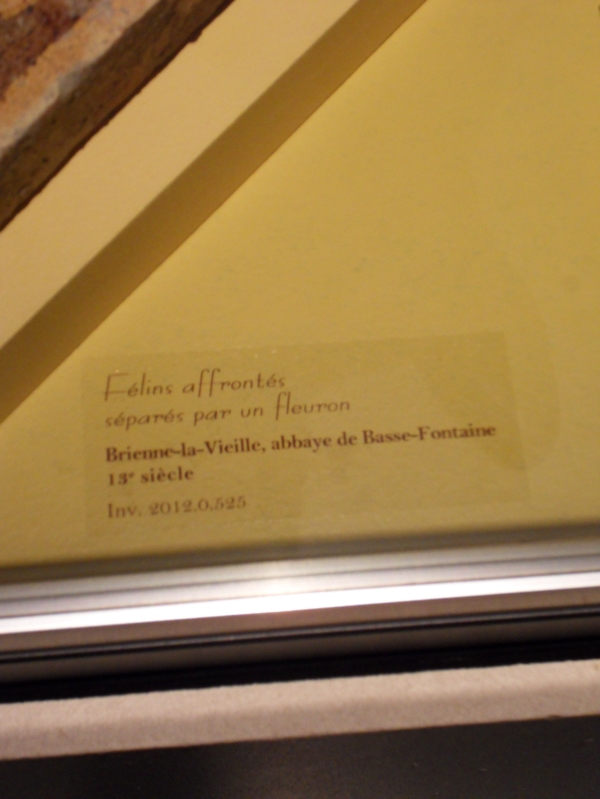 Félins affrontés
séparés par un fleuron
Brienne-la-Vieille, abbaye de Basse-Fontaine
13e siècle
Inv. 2012.0.525